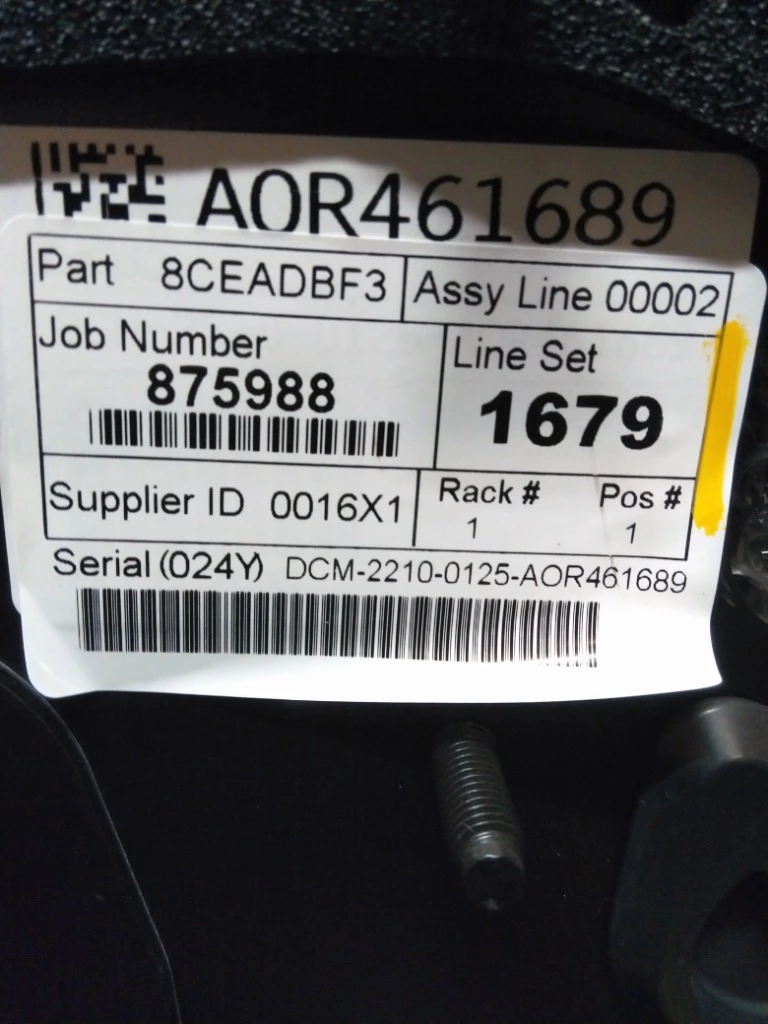 AOR461689
Part 8CEADBF3 Assy Line 00002
Job Number
875988
Line Set
1679
Supplier ID 0016X1
Rack # Pos #
1 1
Serial (024Y) DCM-2210-0125-AOR461689